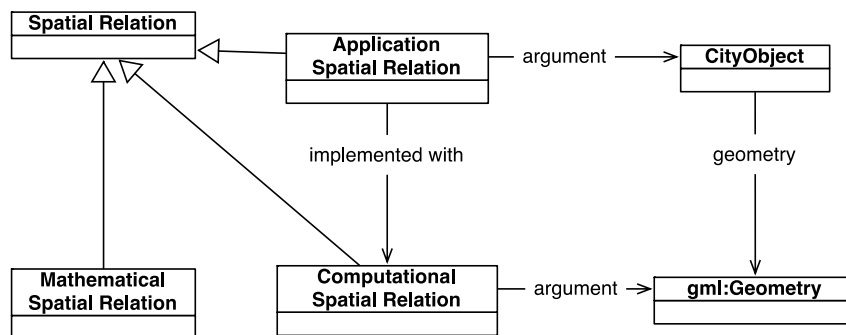 Spatial Relation
Application
Spatial Relation
argument
CityObject
implemented with
geometry
Mathematical
Spatial Relation
Computational
Spatial Relation
argument
gml:Geometry